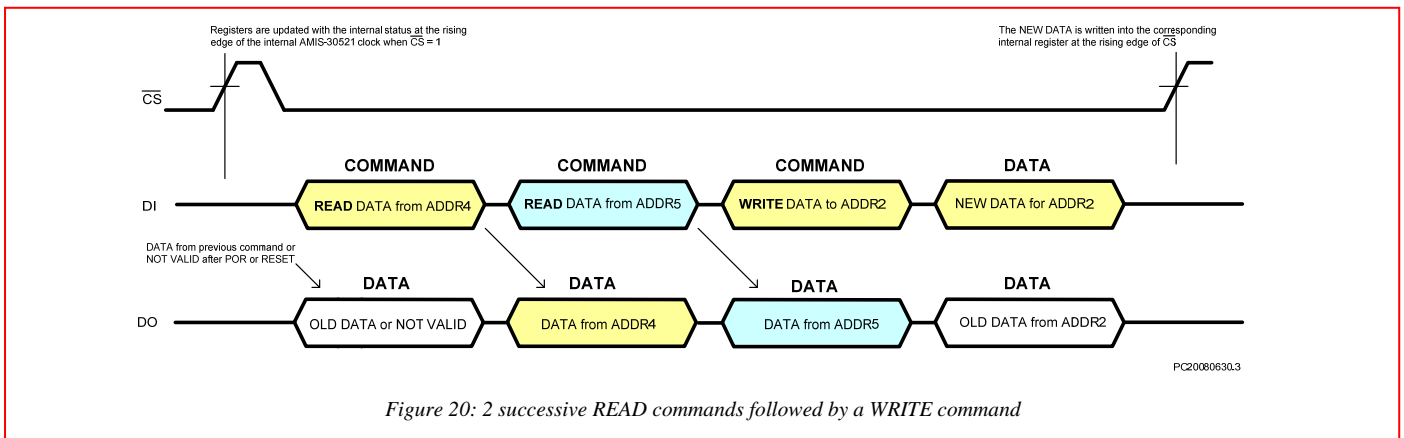 Registers are updated with the internal status at the rising
edge of the internal AMIS-30521 clock when C̅S̅ = 1
The NEW DATA is written into the corresponding
internal register at the rising edge of C̅S̅
C̅S̅
COMMAND
COMMAND
COMMAND
DATA
DI
READ DATA from ADDR4
READ DATA from ADDR5
WRITE DATA to ADDR2
NEW DATA for ADDR2
DATA from previous command or
NOT VALID after POR or RESET
DATA
DATA
DATA
DATA
DO
OLD DATA or NOT VALID
DATA from ADDR4
DATA from ADDR5
OLD DATA from ADDR2
PC20080630.3
Figure 20: 2 successive READ commands followed by a WRITE command